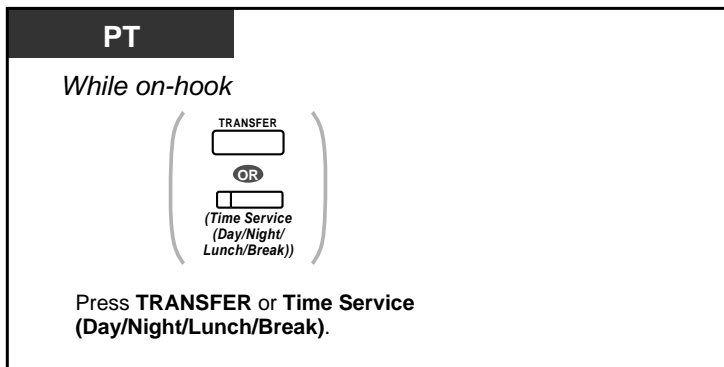 PT
While on-hook
TRANSFER
OR
(Time Service
(Day/Night/
Lunch/Break))
Press TRANSFER or Time Service
(Day/Night/Lunch/Break).